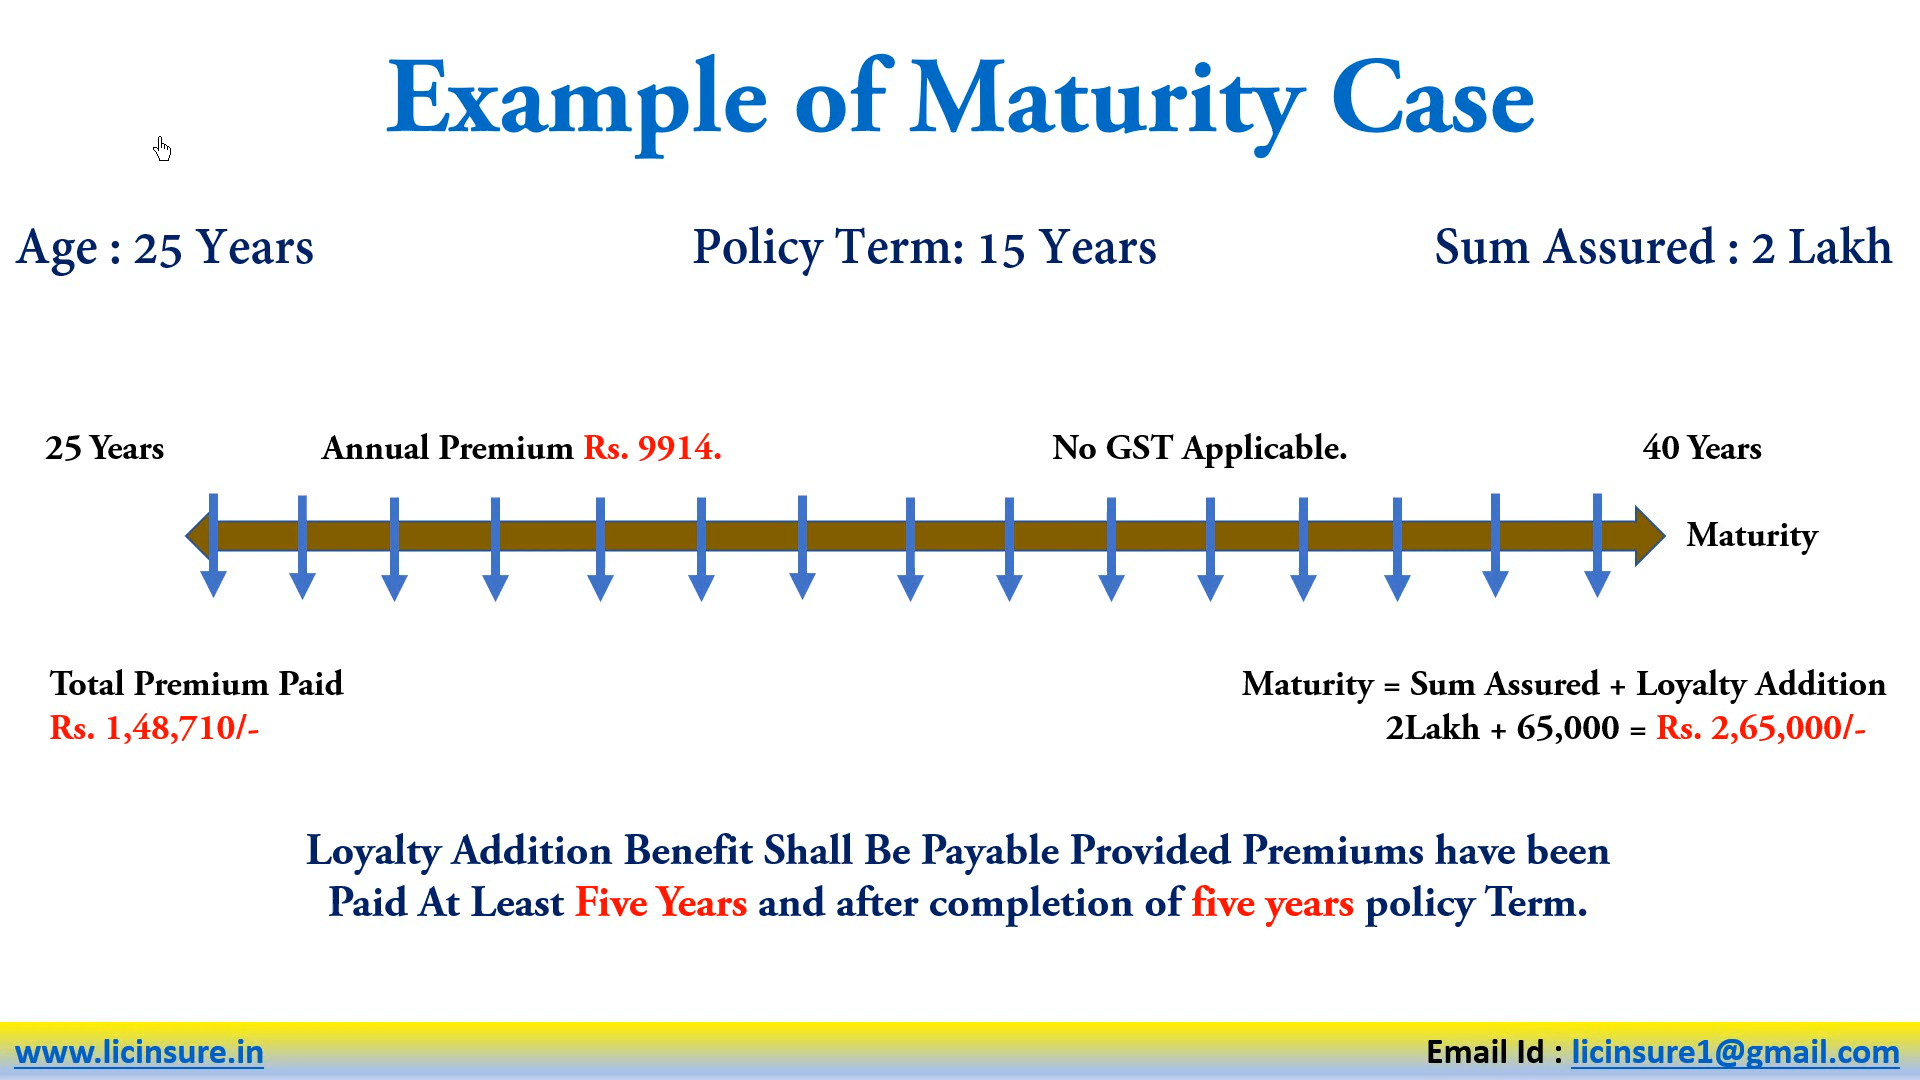 Example of Maturity Case
Age : 25 Years
Policy Term: 15 Years
Sum Assured : 2 Lakh
25 Years
Annual Premium Rs. 9914.
No GST Applicable.
40 Years
Maturity
Total Premium Paid
Rs. 1,48,710/-
Maturity = Sum Assured + Loyalty Addition
2Lakh + 65,000 = Rs. 2,65,000/-
Loyalty Addition Benefit Shall Be Payable Provided Premiums have been
Paid At Least Five Years and after completion of five years policy Term.
www.licinsure.in
Email Id : licinsure1@gmail.com